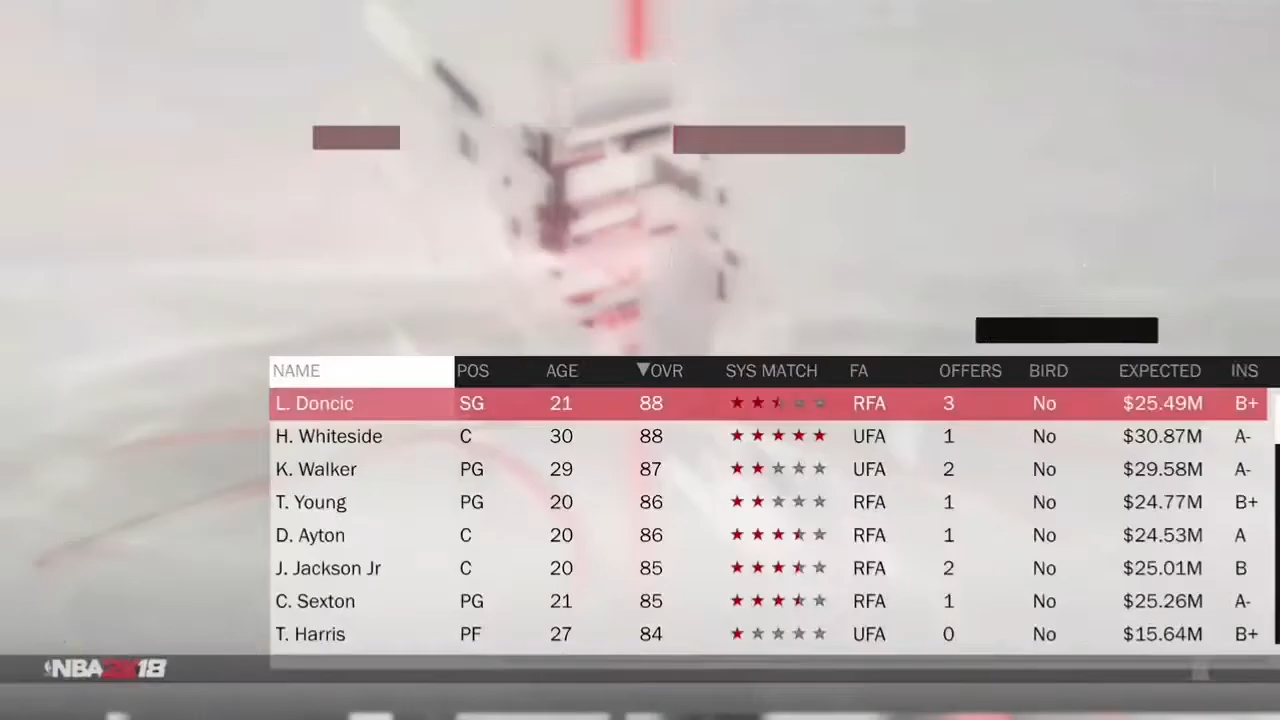 NAME POS AGE ▼OVR SYS MATCH FA OFFERS BIRD EXPECTED INS
L. Doncic SG 21 88 RFA 3 No $25.49M B+
H. Whiteside C 30 88 UFA 1 No $30.87M A-
K. Walker PG 29 87 UFA 2 No $29.58M A-
T. Young PG 20 86 RFA 1 No $24.77M B+
D. Ayton C 20 86 RFA 1 No $24.53M A
J. Jackson Jr C 20 85 RFA 2 No $25.01M B
C. Sexton PG 21 85 RFA 1 No $25.26M A-
T. Harris PF 27 84 UFA 0 No $15.64M B+
NBA 2K18